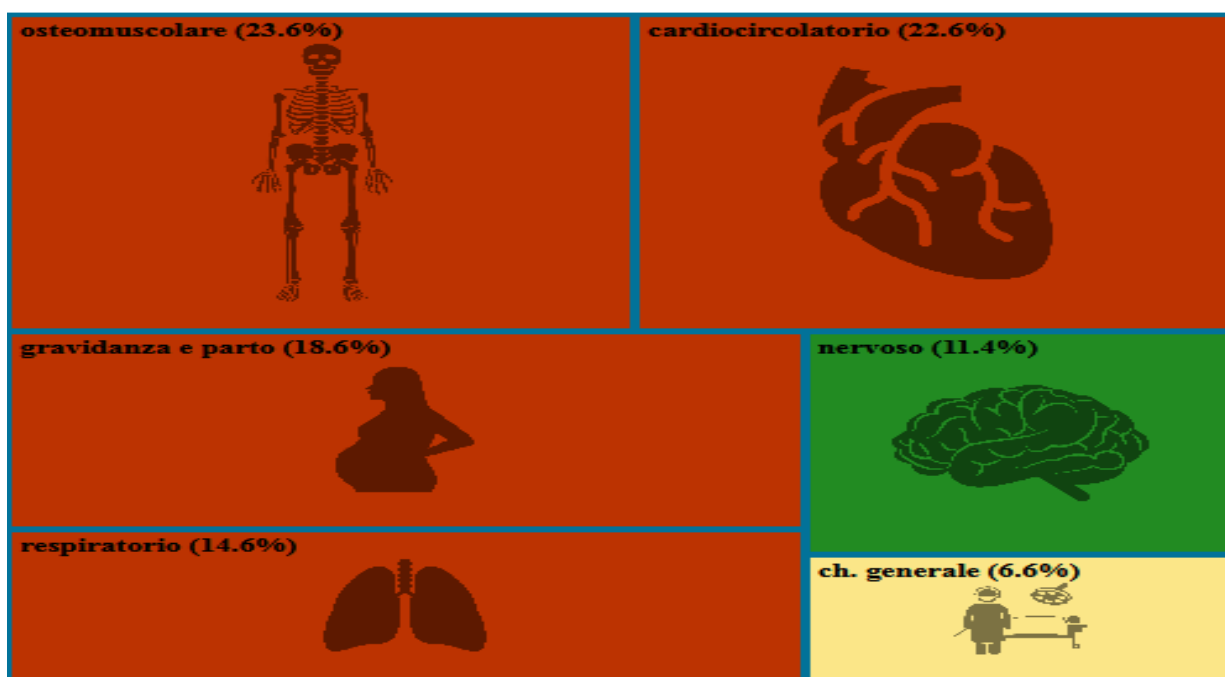 osteomuscolare (23.6%)
cardiocircolatorio (22.6%)
gravidanza e parto (18.6%)
nervoso (11.4%)
respiratorio (14.6%)
ch. generale (6.6%)